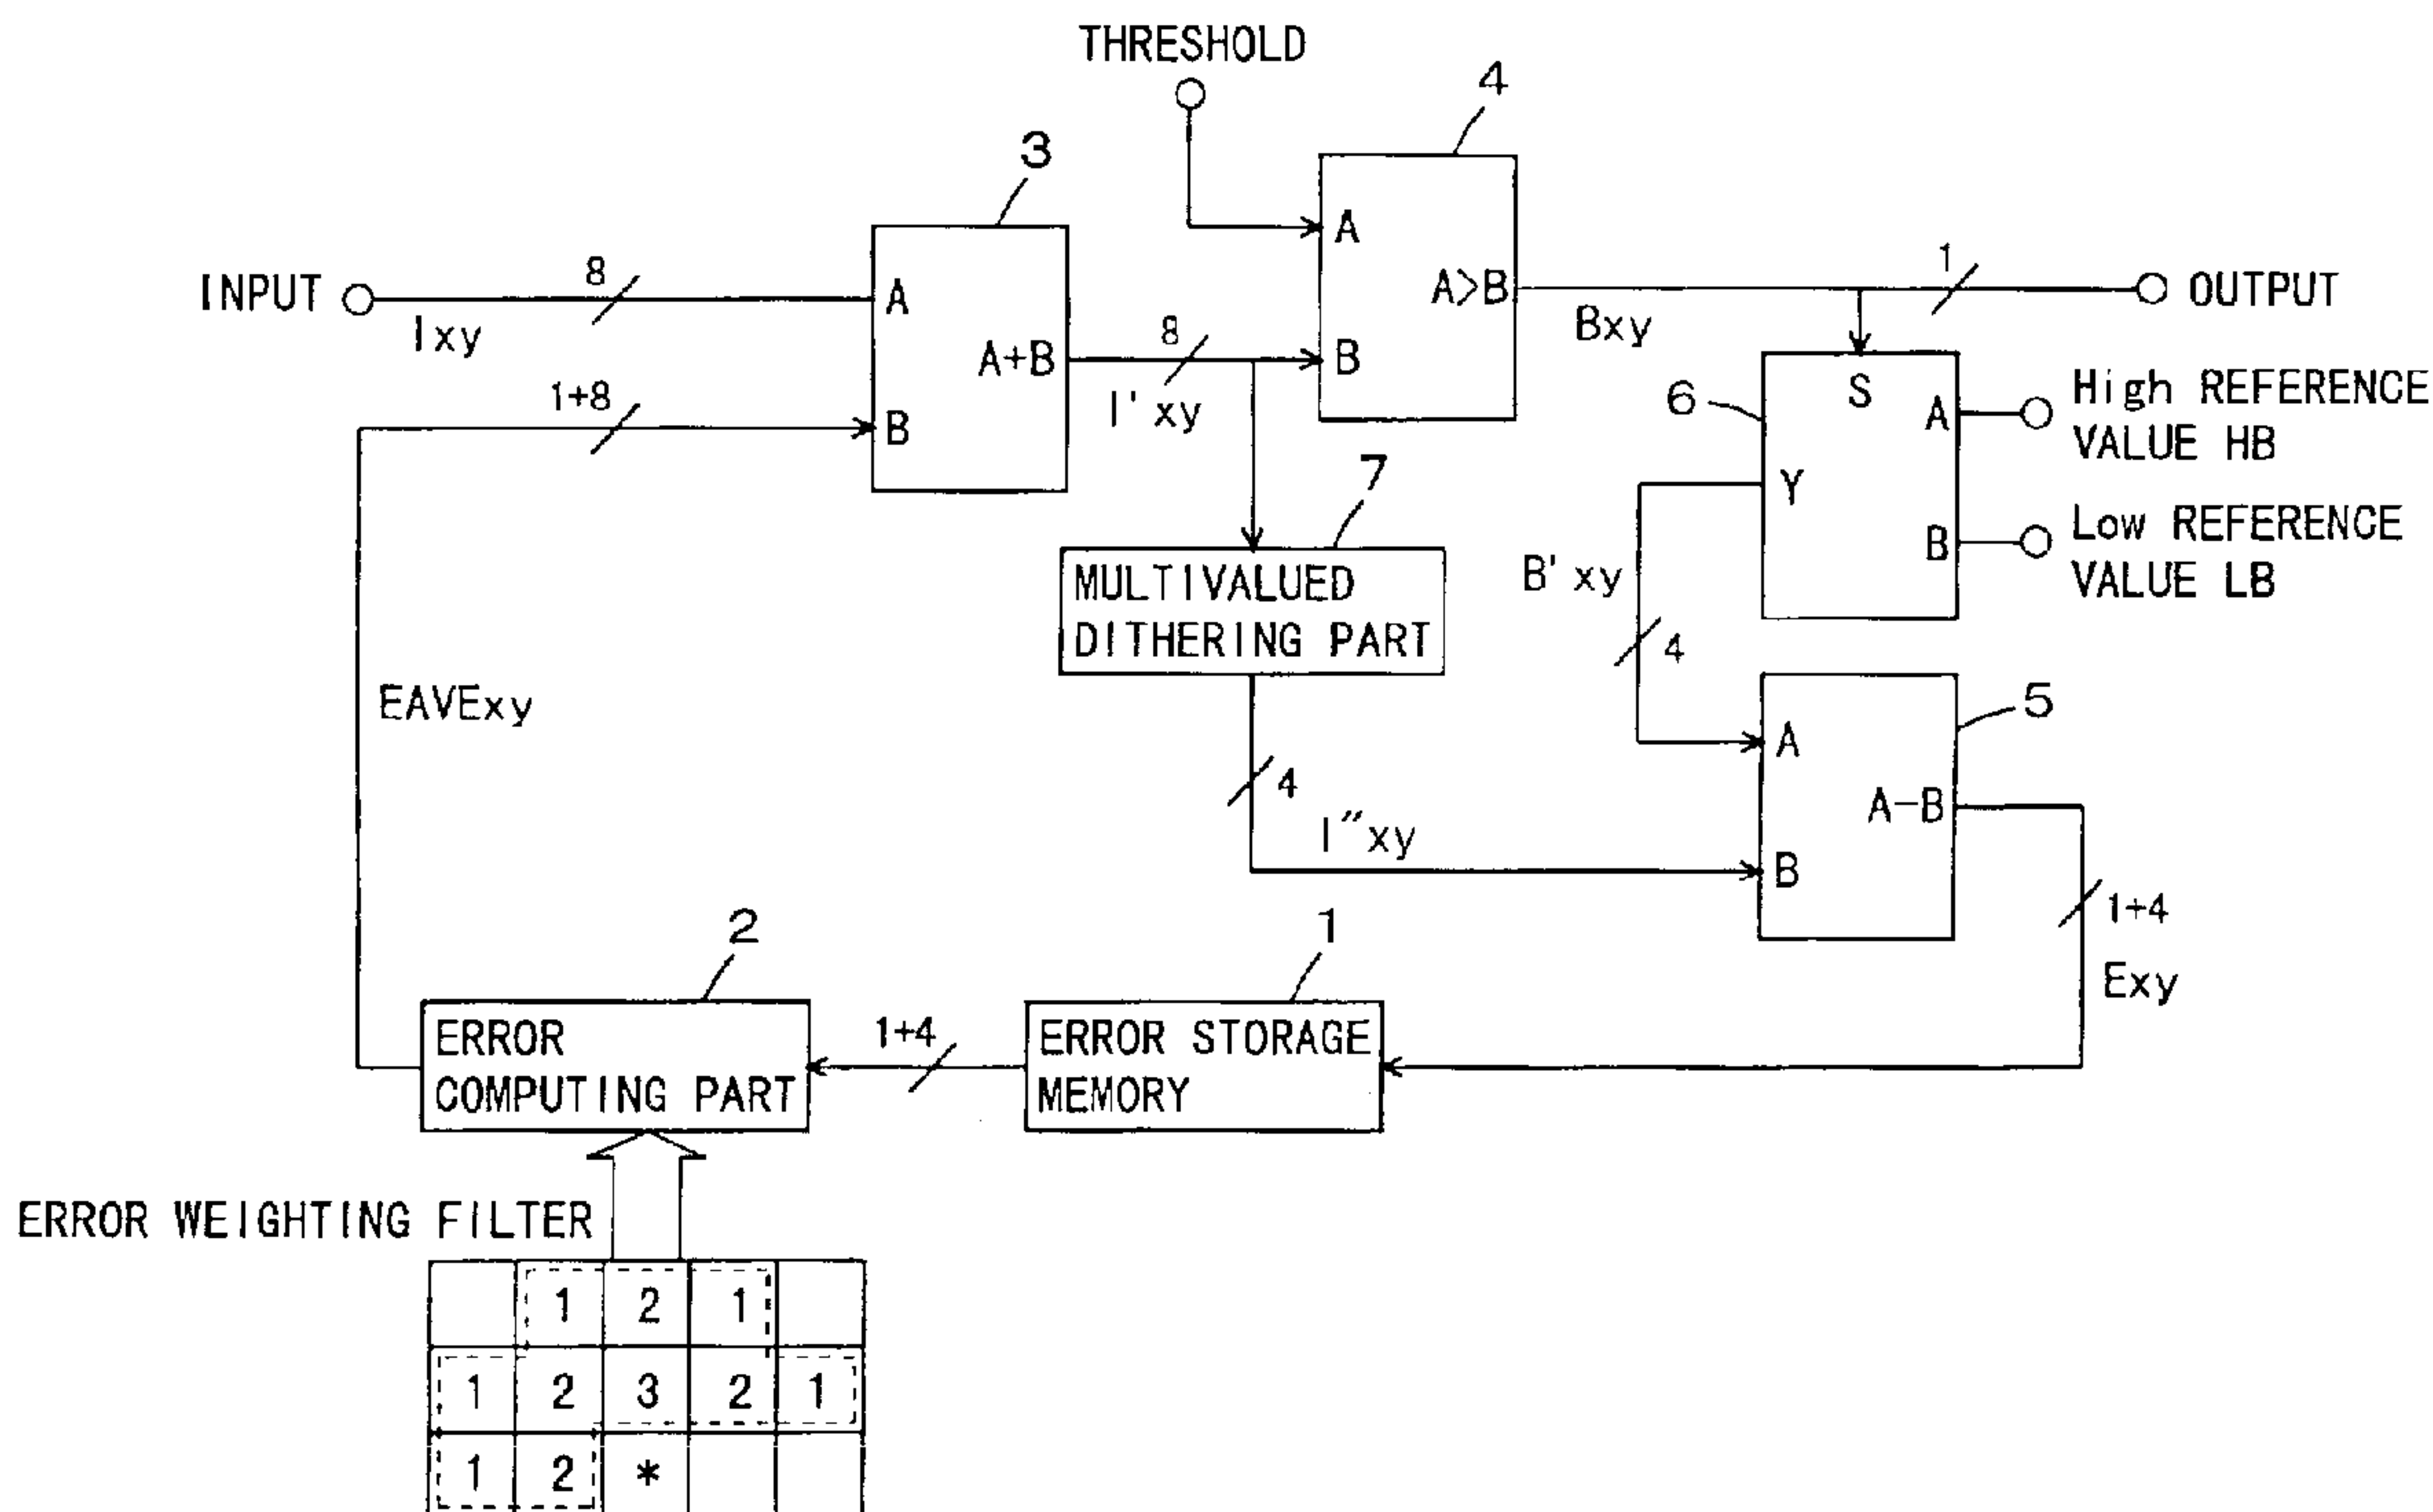 THRESHOLD
4
3
A
8
INPUT
A
A>B
1
OUTPUT
Ixy
8
Bxy
A+B
B
S
High REFERENCE
1+8
I'xy
6
A
VALUE HB
B
7
Y
Low REFERENCE
B
VALUE LB
B'xy
MULTIVALUED
DITHERING PART
4
5
EAVExy
A
4
A-B
I"xy
B
1+4
2
1
Exy
ERROR
COMPUTING PART
1+4
ERROR STORAGE
MEMORY
ERROR WEIGHTING FILTER
1 2 1
1 2 3 2 1
1 2 *